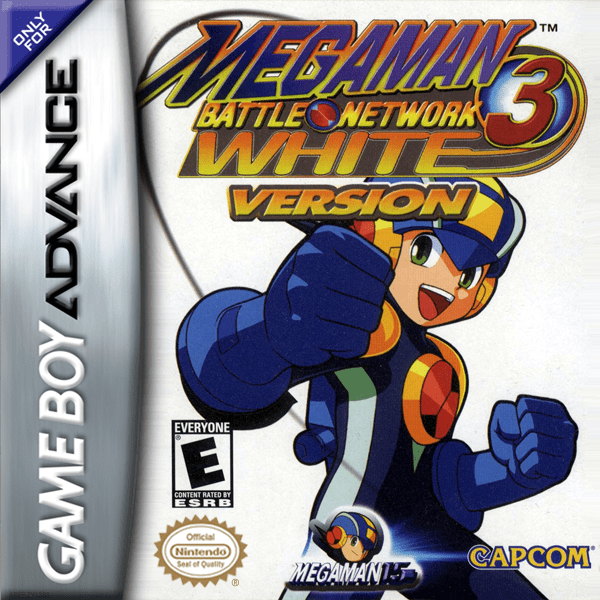 ONLY
FOR
GAME BOY ADVANCE
MEGAMAN
™
BATTLE NETWORK
3
WHITE
VERSION
EVERYONE
E
®
CONTENT RATED BY
ESRB
Official
Nintendo
Seal of Quality
®
MEGAMAN 15
CAPCOM®